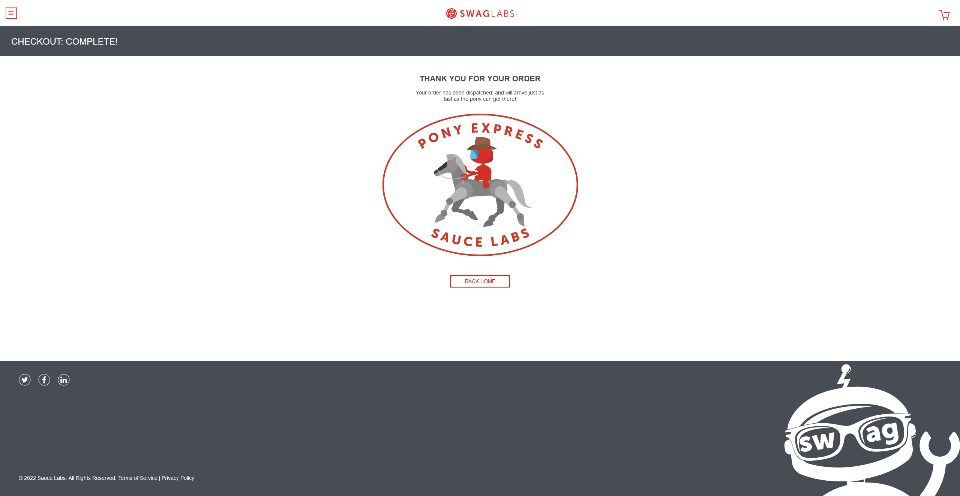 SWAGLABS
CHECKOUT: COMPLETE!
THANK YOU FOR YOUR ORDER
Your order has been dispatched, and will arrive just as
fast as the pony can get there!
PONY EXPRESS
SAUCE LABS
BACK HOME
© 2022 Sauce Labs. All Rights Reserved. Terms of Service | Privacy Policy
swag